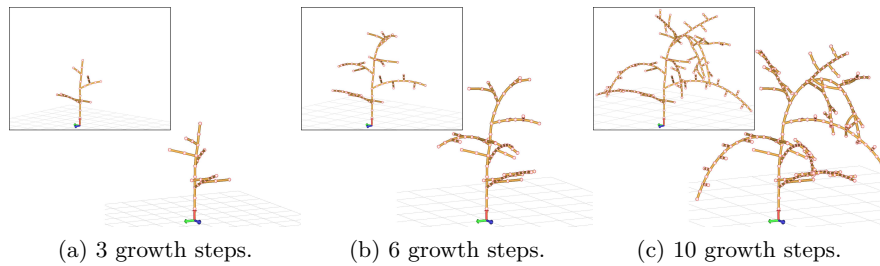 (a) 3 growth steps.
(b) 6 growth steps.
(c) 10 growth steps.